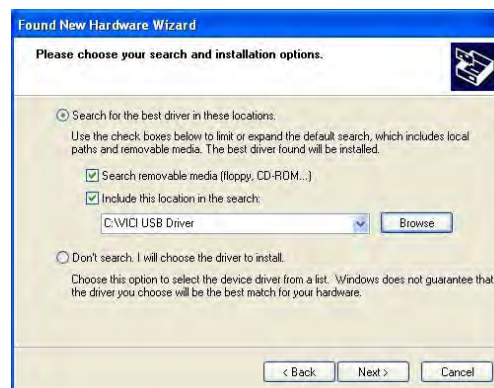 Found New Hardware Wizard
Please choose your search and installation options.
Search for the best driver in these locations.
Use the check boxes below to limit or expand the default search, which includes local
paths and removable media. The best driver found will be installed.
Search removable media (floppy, CD-ROM...)
Include this location in the search:
C:\VICI USB Driver
Browse
Don't search. I will choose the driver to install.
Choose this option to select the device driver from a list. Windows does not guarantee that
the driver you choose will be the best match for your hardware.
< Back
Next >
Cancel